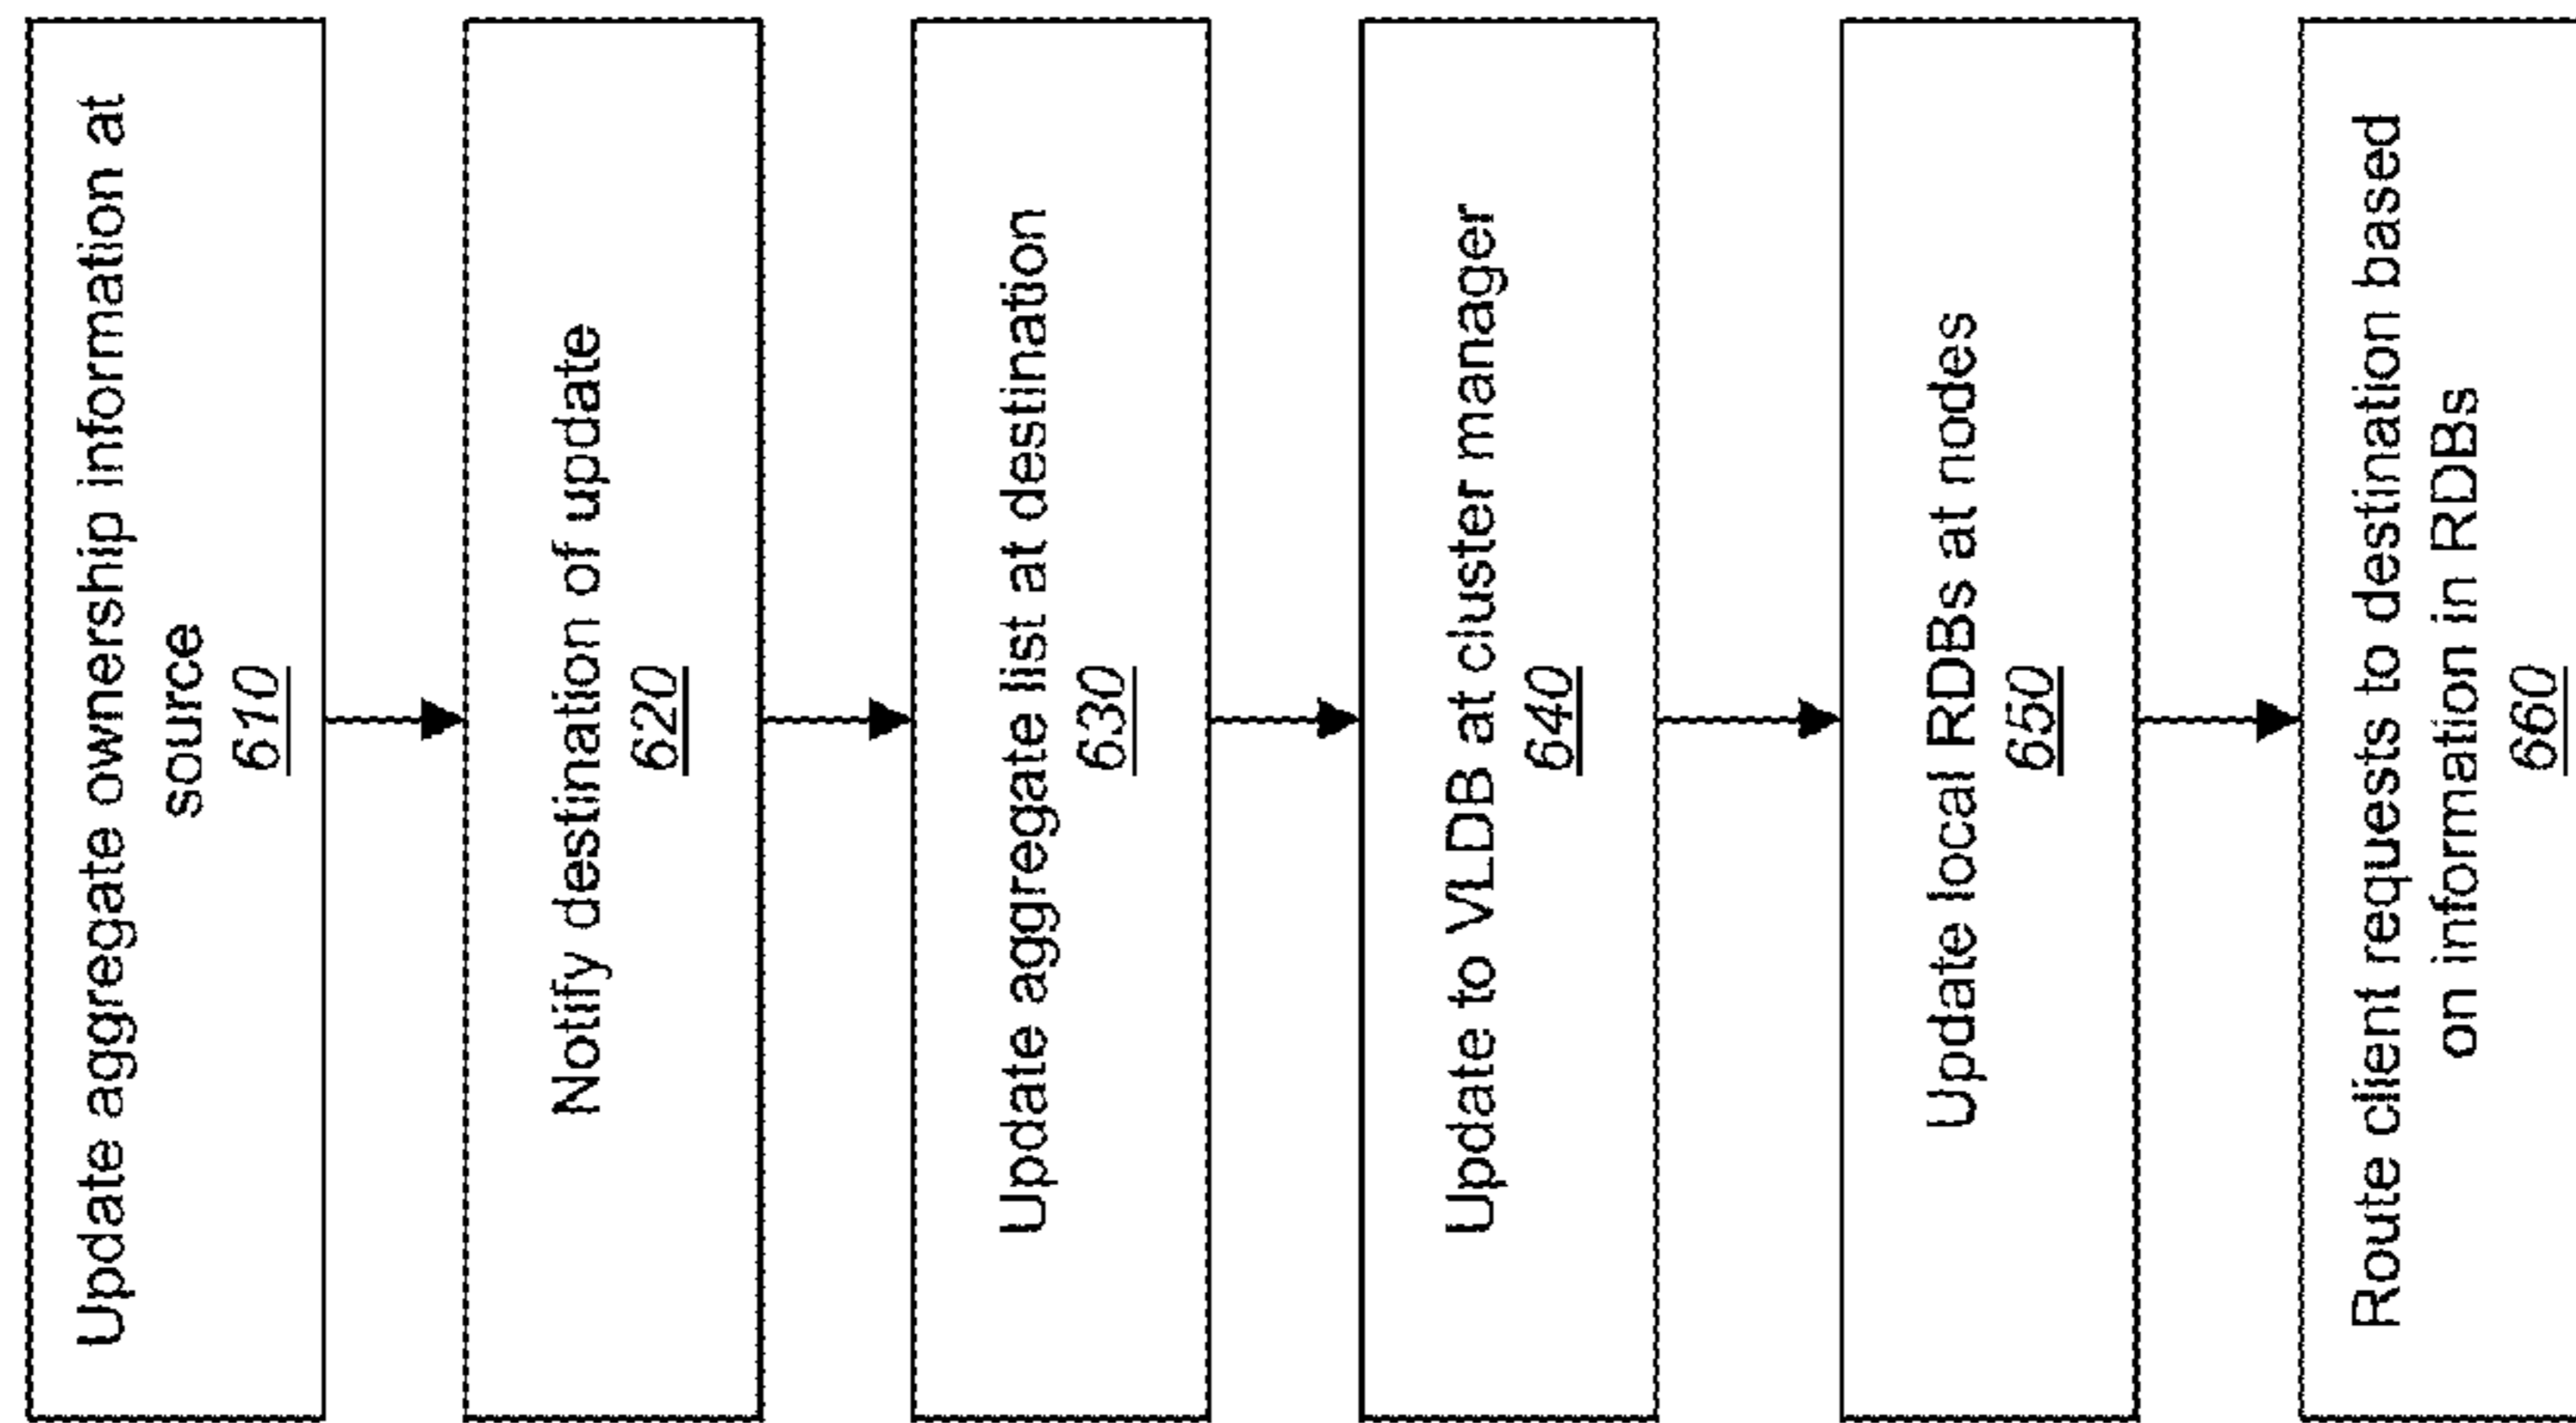 Update aggregate ownership information at
source
610
Notify destination of update
620
Update aggregate list at destination
630
Update to VLDB at cluster manager
640
Update local RDBs at nodes
650
Route client requests to destination based
on information in RDBs
660